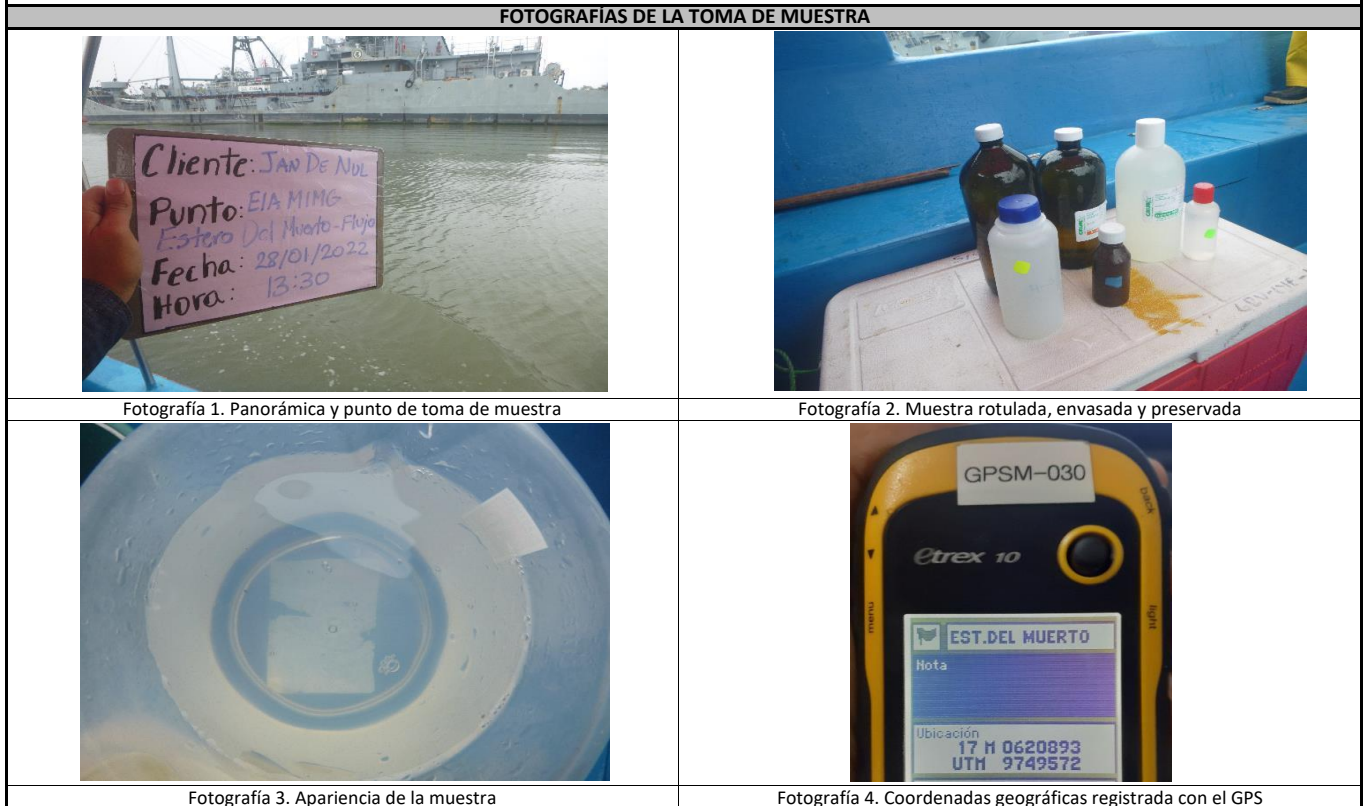 FOTOGRAFÍAS DE LA TOMA DE MUESTRA
Cliente: JAN DE NUL
Punto: EIA MIMG
Estero Del Muerto-Flujo
Fecha: 28/01/2022
Hora: 13:30
Fotografía 1. Panorámica y punto de toma de muestra
Fotografía 2. Muestra rotulada, envasada y preservada
GPSM-030
etrex 10
back
menu
light
EST.DEL MUERTO
Nota
Ubicación
17 M 0620893
UTM 9749572
Fotografía 3. Apariencia de la muestra
Fotografía 4. Coordenadas geográficas registrada con el GPS